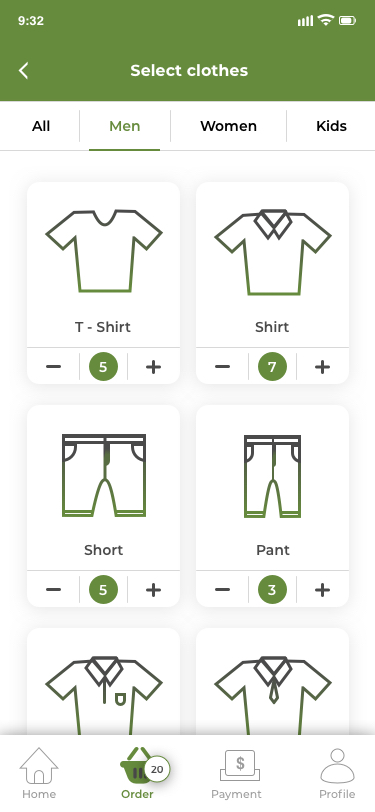 9:32
Select clothes
All Men Women Kids
T - Shirt Shirt
5 7
Short Pant
5 3
$ 20
Home Order Payment Profile